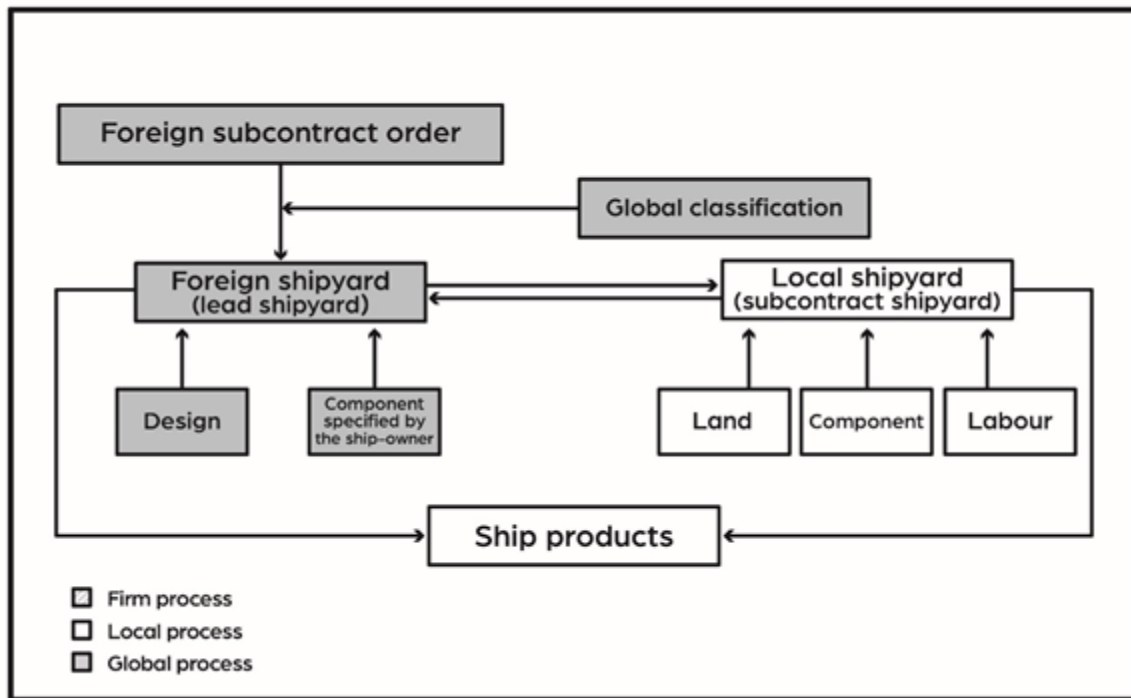 Foreign subcontract order
Global classification
Foreign shipyard
(lead shipyard)
Local shipyard
(subcontract shipyard)
Design
Component
specified by
the ship-owner
Land
Component
Labour
Ship products
Firm process
Local process
Global process